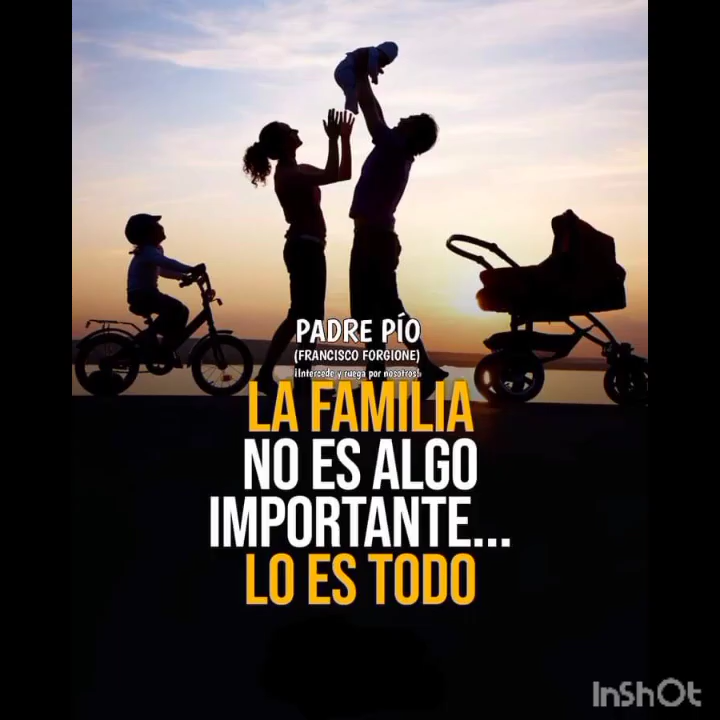 PADRE PÍO
(FRANCISCO FORGIONE)
¡Intercede y ruega por nosotros!
LA FAMILIA
NO ES ALGO
IMPORTANTE...
LO ES TODO
InShOt